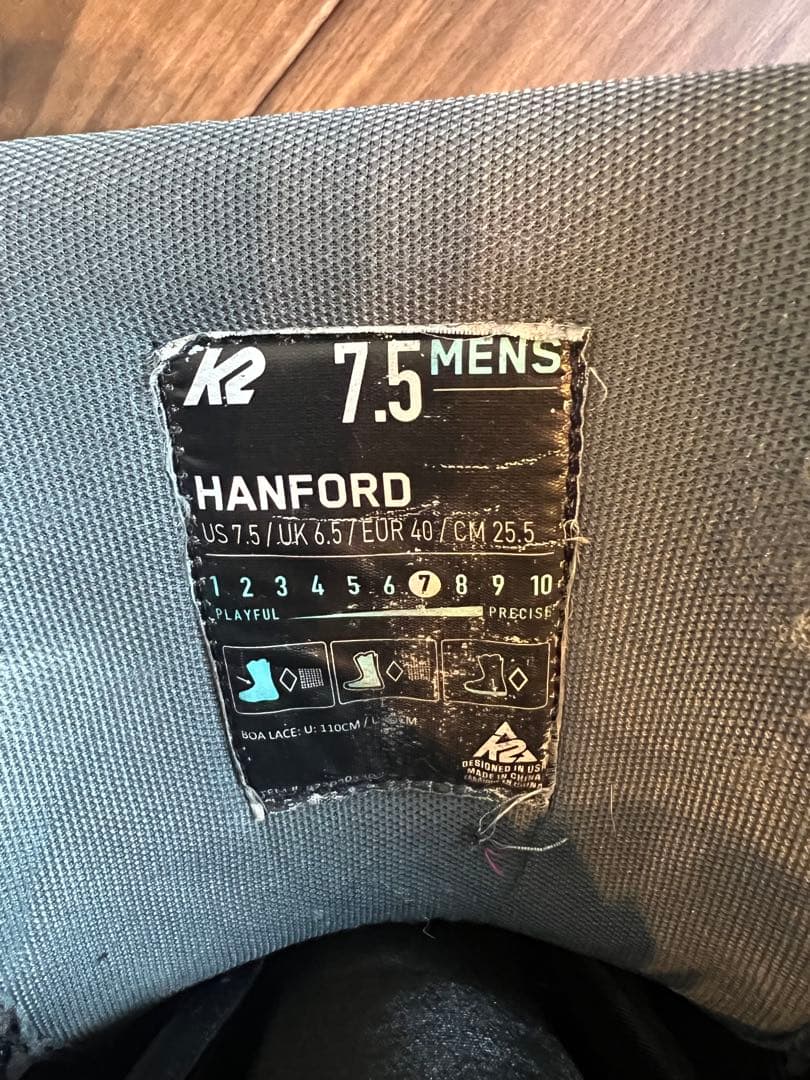 K2 7.5 MENS
HANFORD
US 7.5 / UK 6.5 / EUR 40 / CM 25.5
1 2 3 4 5 6 7 8 9 10
PLAYFUL PRECISE
BOA LACE: U: 110CM /
K2
DESIGNED IN USA
MADE IN CHINA